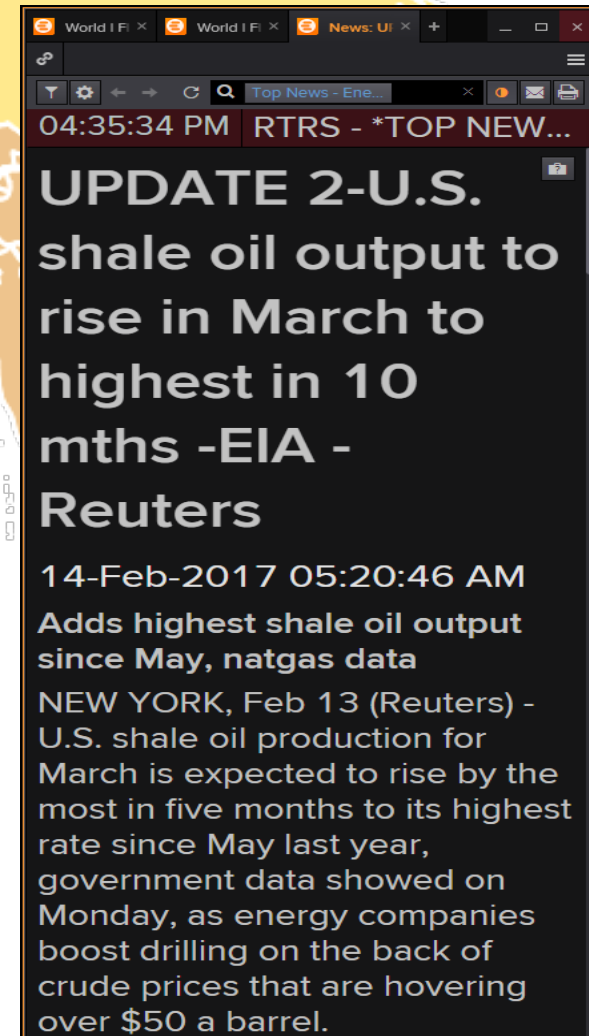 World I Fi
World I Fi
News: UF
Top News - Ene...
04:35:34 PM
RTRS - *TOP NEW...
UPDATE 2-U.S.
shale oil output to
rise in March to
highest in 10
mths -EIA -
Reuters
14-Feb-2017 05:20:46 AM
Adds highest shale oil output
since May, natgas data
NEW YORK, Feb 13 (Reuters) -
U.S. shale oil production for
March is expected to rise by the
most in five months to its highest
rate since May last year,
government data showed on
Monday, as energy companies
boost drilling on the back of
crude prices that are hovering
over $50 a barrel.